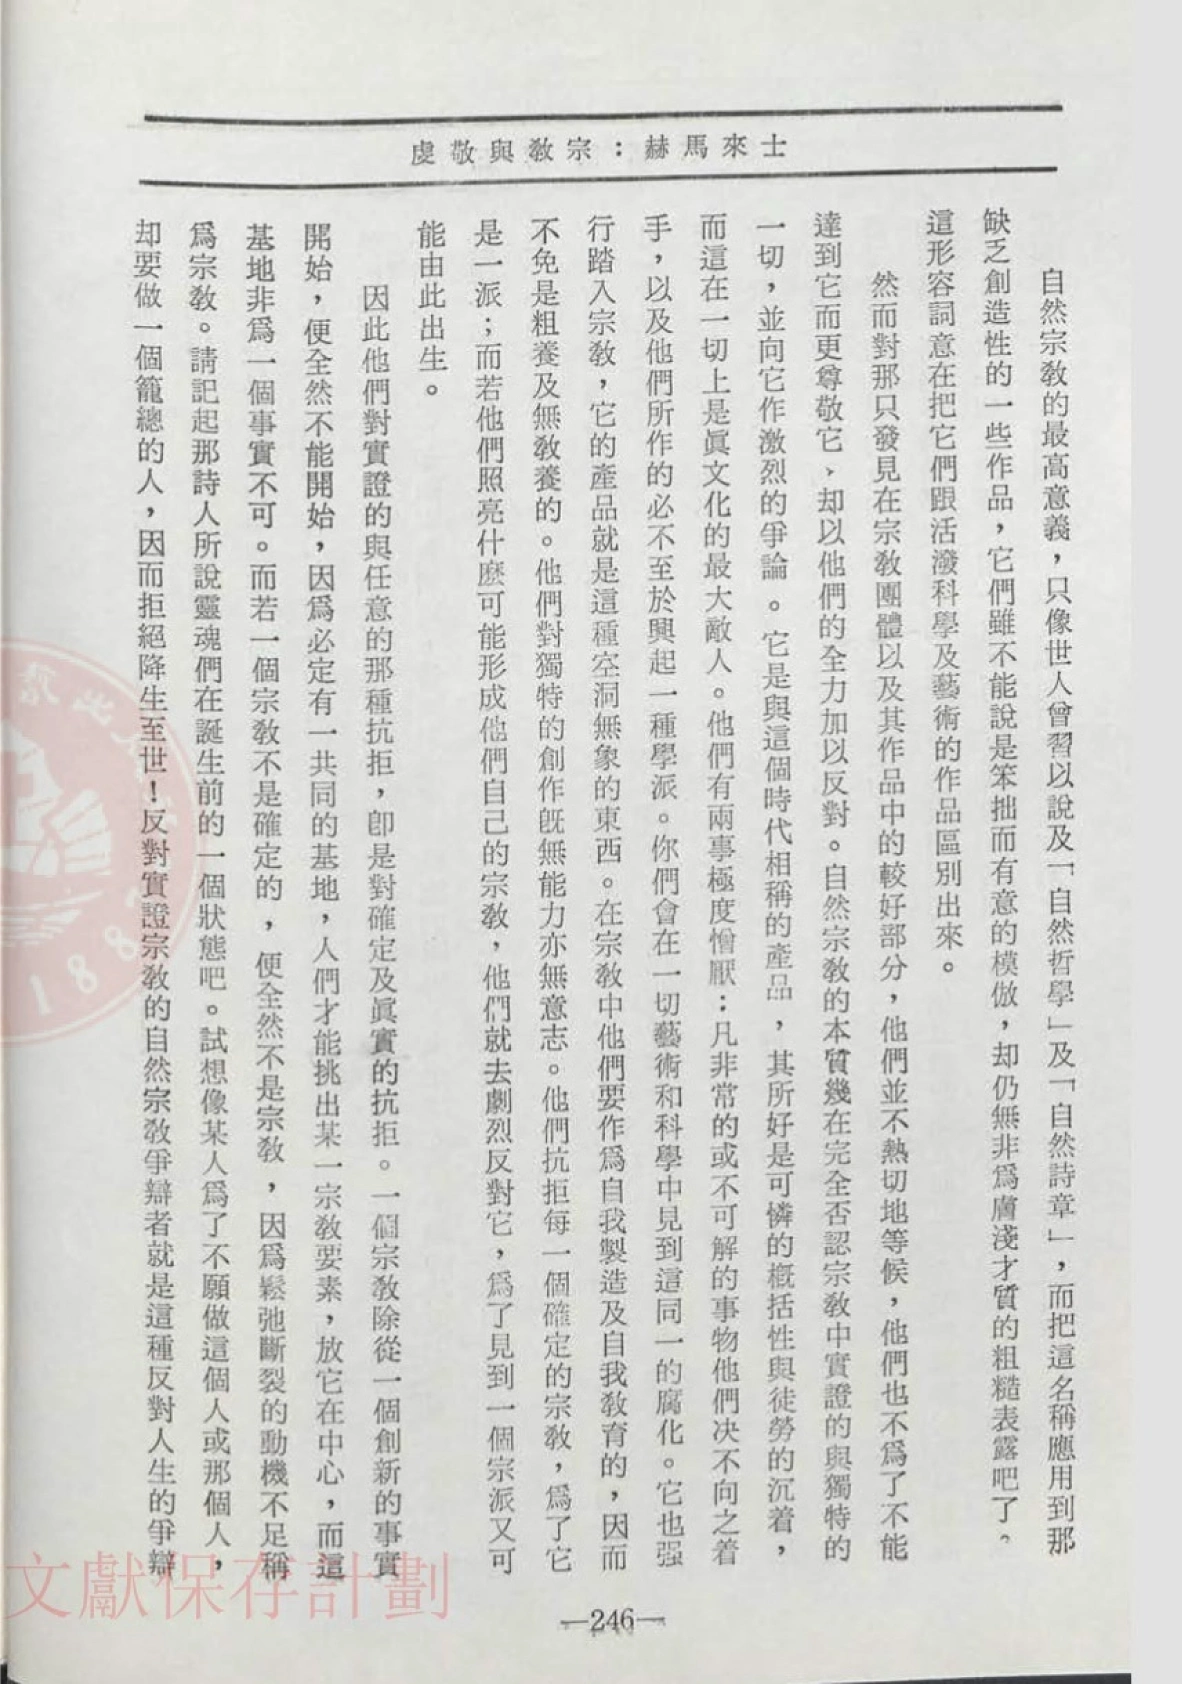 士來馬赫：宗教與敬虔
自然宗教的最高意義，只像世人曾習以說及「自然哲學」及「自然詩章」，而把這名稱應用到那
缺乏創造性的一些作品，它們雖不能說是笨拙而有意的模倣，却仍無非爲膚淺才質的粗糙表露吧了。
這形容詞意在把它們跟活潑科學及藝術的作品區別出來。
然而對那只發見在宗教團體以及其作品中的較好部分，他們並不熱切地等候，他們也不爲了不能
達到它而更尊敬它，却以他們的全力加以反對。自然宗教的本質幾在完全否認宗教中實證的與獨特的
一切，並向它作激烈的爭論。它是與這個時代相稱的產品，其所好是可憐的槪括性與徒勞的沉着，
而這在一切上是眞文化的最大敵人。他們有兩事極度憎厭：凡非常的或不可解的事物他們決不向之着
手，以及他們所作的必不至於興起一種學派。你們會在一切藝術和科學中見到這同一的腐化。它也强
行踏入宗教，它的產品就是這種空洞無象的東西。在宗教中他們要作爲自我製造及自我教育的，因而
不免是粗養及無教養的。他們對獨特的創作旣無能力亦無意志。他們抗拒每一個確定的宗教，爲了它
是一派；而若他們照亮什麽可能形成他們自己的宗教，他們就去劇烈反對它，爲了見到一個宗派又可
能由此出生。
因此他們對實證的與任意的那種抗拒，卽是對確定及眞實的抗拒。一個宗教除從一個創新的事實
開始，便全然不能開始，因爲必定有一共同的基地，人們才能挑出某一宗教要素，放它在中心，而這
基地非爲一個事實不可。而若一個宗教不是確定的，便全然不是宗教，因爲鬆弛斷裂的動機不足稱
爲宗教。請記起那詩人所說靈魂們在誕生前的一個狀態吧。試想像某人爲了不願做這個人或那個人，
却要做一個籠總的人，因而拒絕降生至世！反對實證宗教的自然宗教爭辯者就是這種反對人生的爭辯
—246—
文獻保存計劃
188